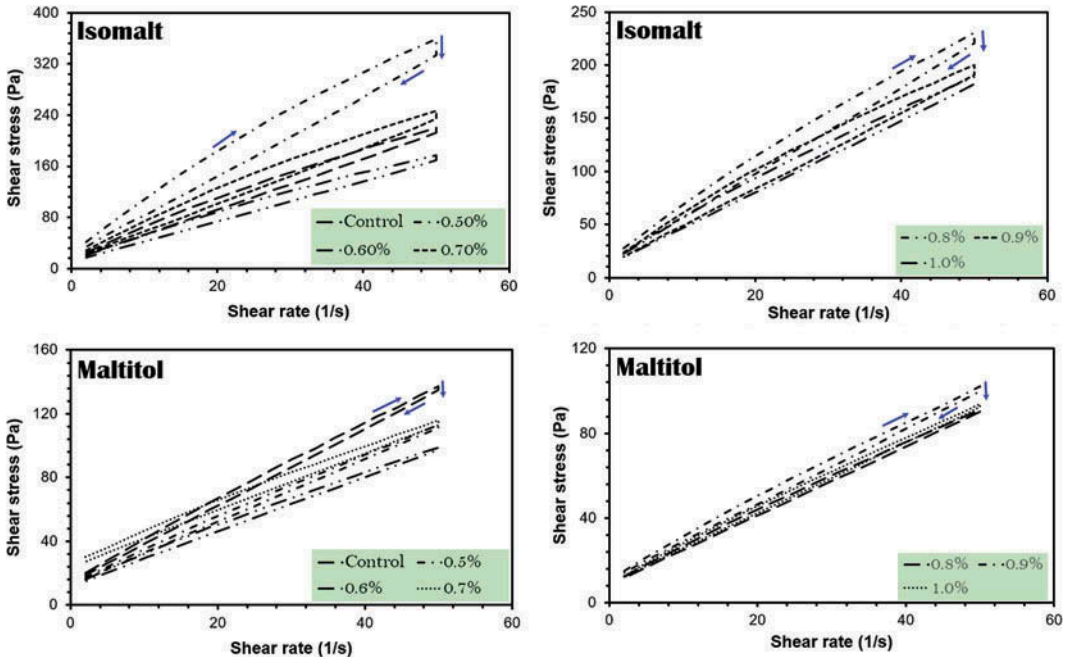 Isomalt
Shear stress (Pa)
400
320
240
160
80
0
0 20 40 60
Shear rate (1/s)
Control 0.50%
0.60% 0.70%
Isomalt
Shear stress (Pa)
250
200
150
100
50
0
0 20 40 60
Shear rate (1/s)
0.8% 0.9%
1.0%
Maltitol
Shear stress (Pa)
160
120
80
40
0
0 20 40 60
Shear rate (1/s)
Control 0.5%
0.6% 0.7%
Maltitol
Shear stress (Pa)
120
80
40
0
0 20 40 60
Shear rate (1/s)
0.8% 0.9%
1.0%